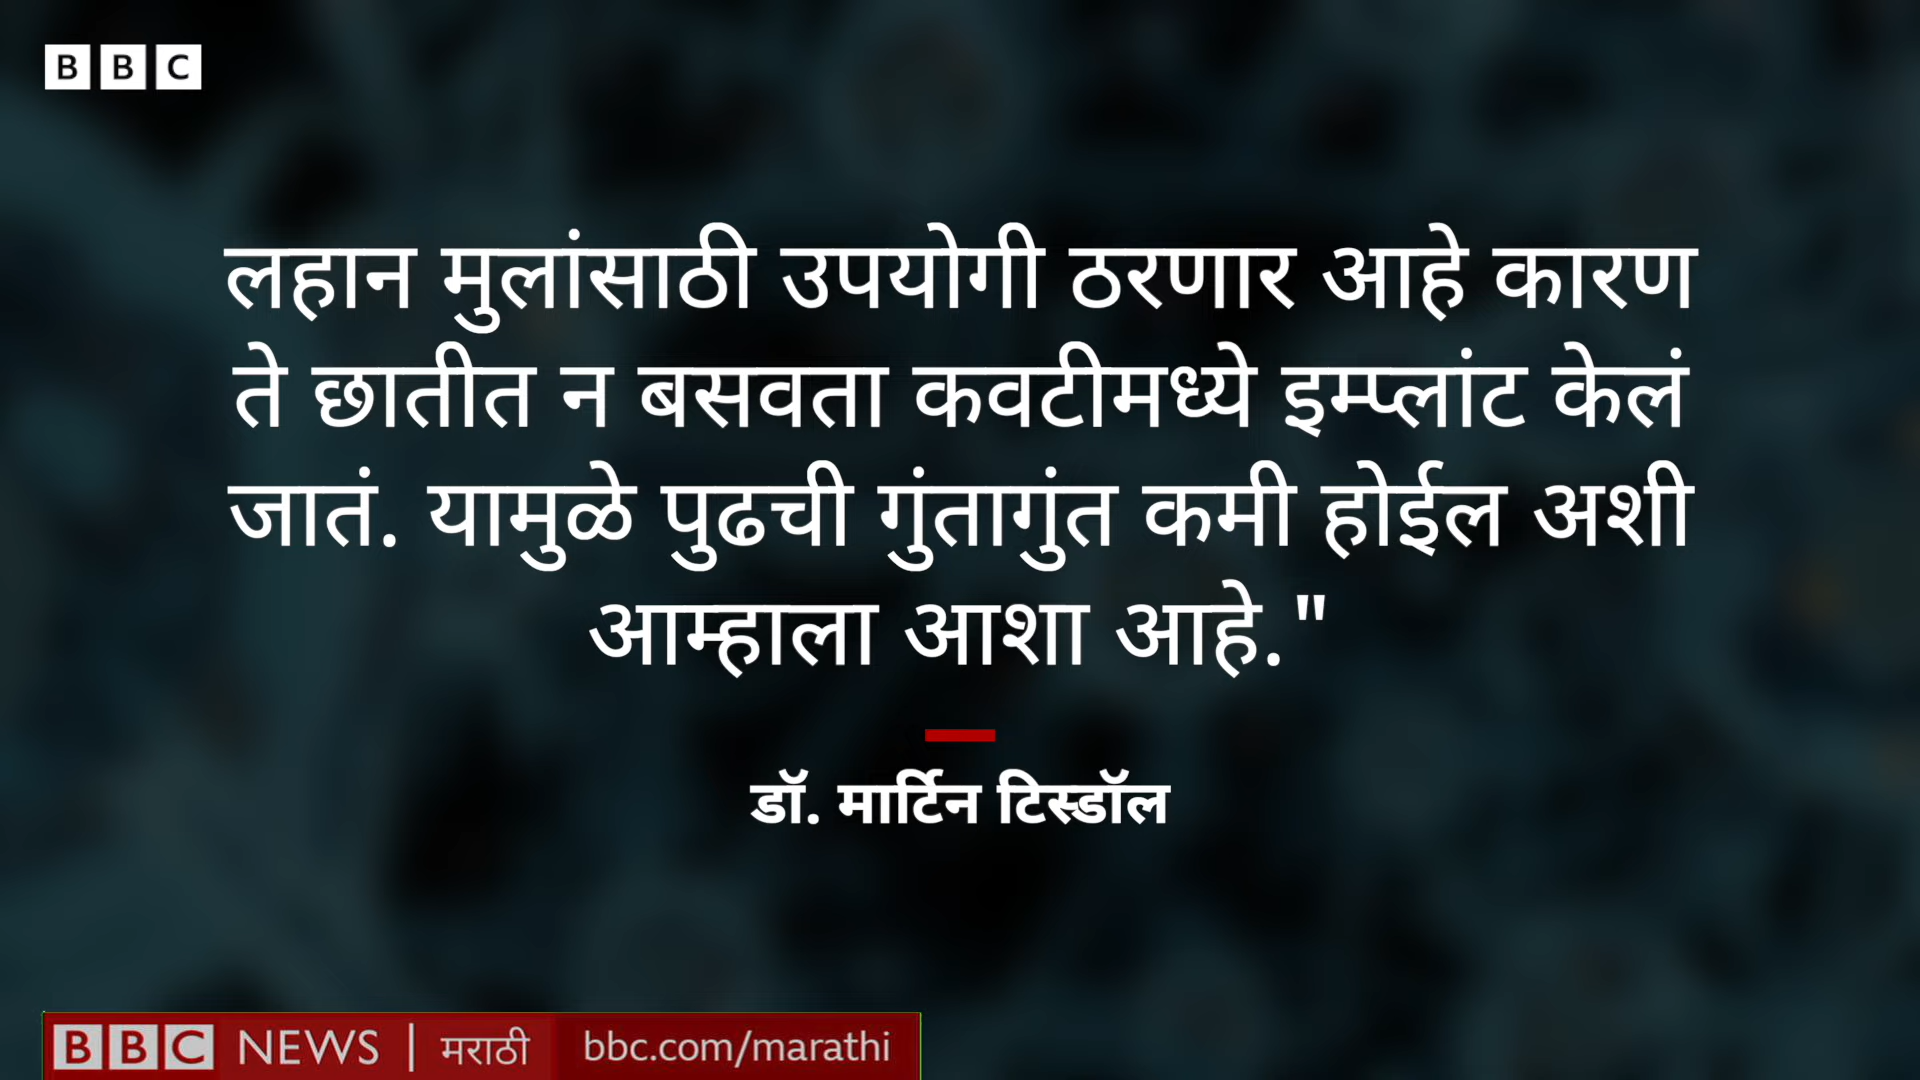 BBC
लहान मुलांसाठी उपयोगी ठरणार आहे कारण
ते छातीत न बसवता कवटीमध्ये इम्प्लांट केलं
जातं. यामुळे पुढची गुंतागुंत कमी होईल अशी
आम्हाला आशा आहे."
डॉ. मार्टिन टिस्डॉल
BBC NEWS | मराठी bbc.com/marathi